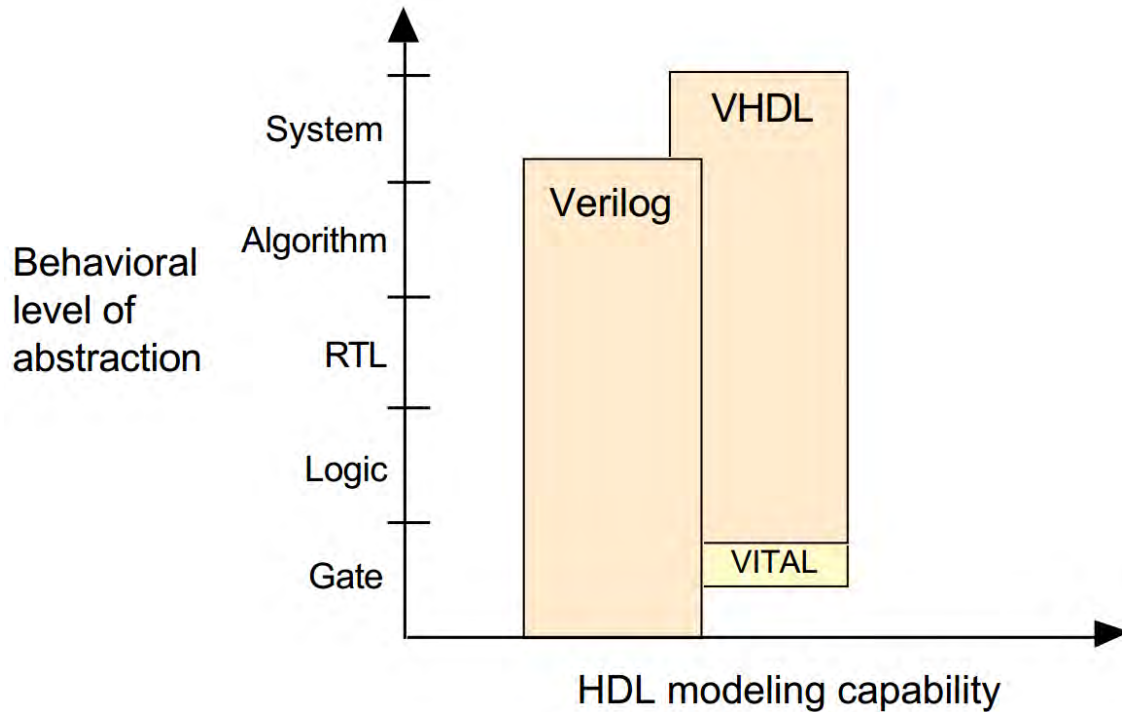 System
VHDL
Verilog
Algorithm
Behavioral
level of
abstraction
RTL
Logic
VITAL
Gate
HDL modeling capability